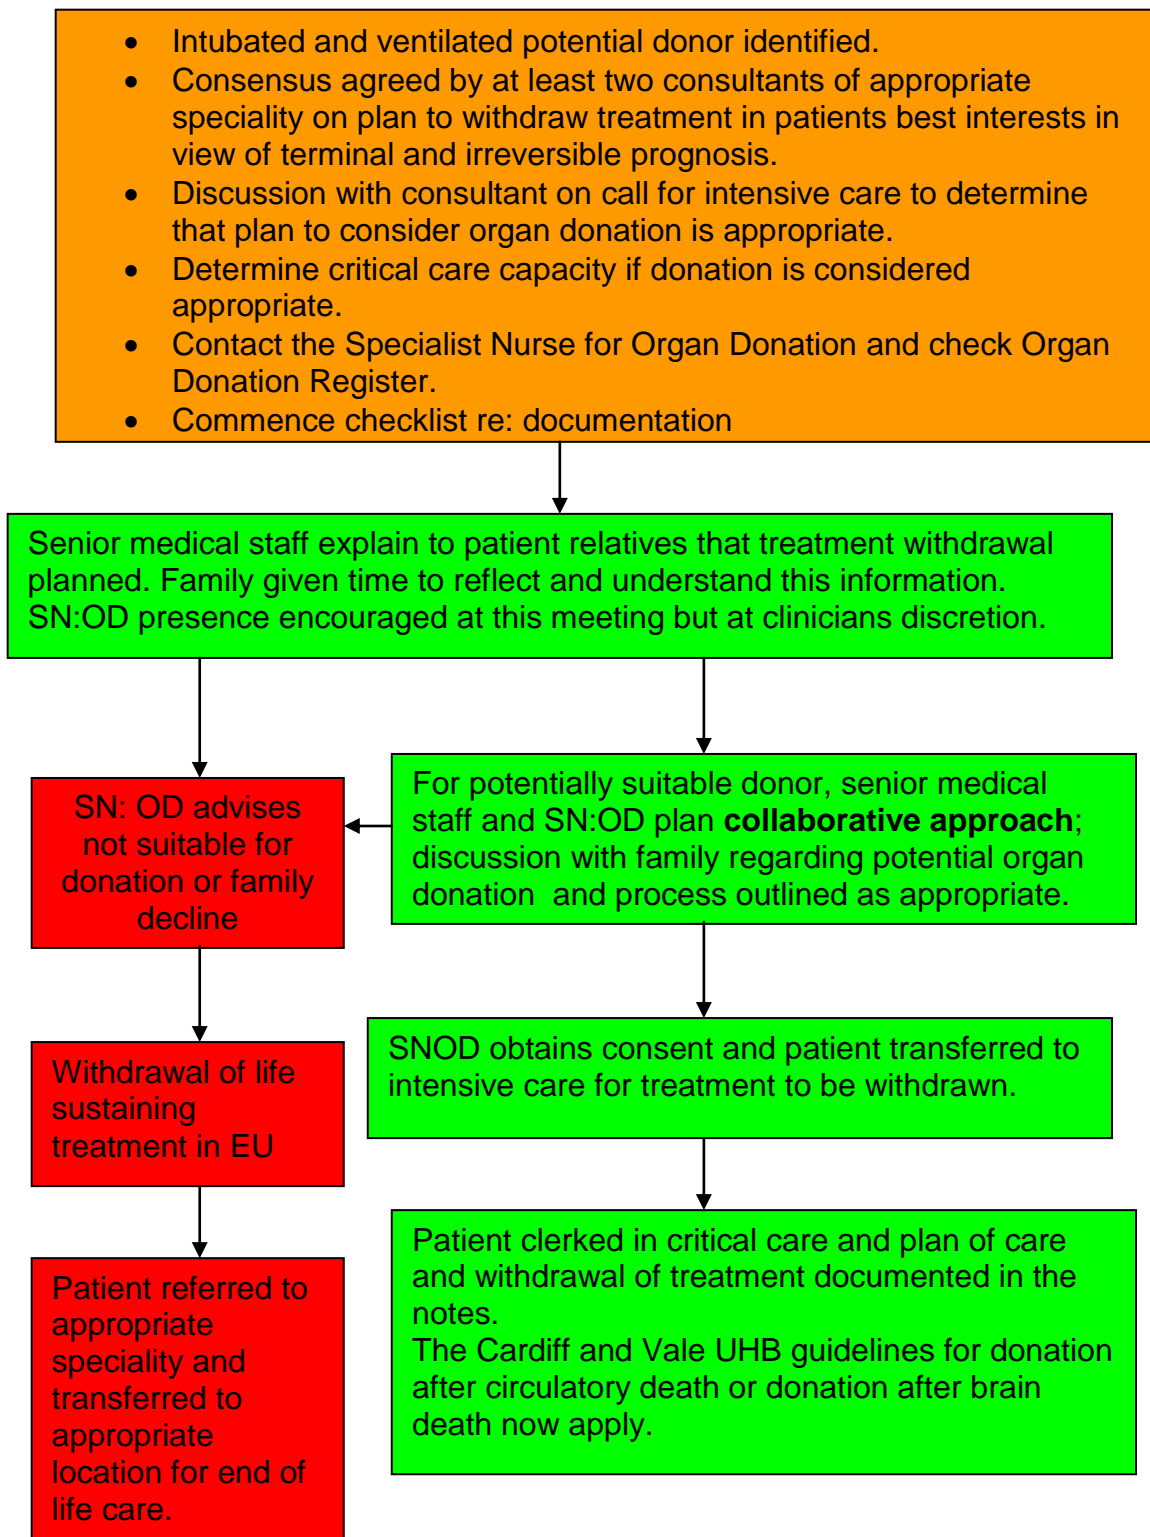 • Intubated and ventilated potential donor identified.
• Consensus agreed by at least two consultants of appropriate
speciality on plan to withdraw treatment in patients best interests in
view of terminal and irreversible prognosis.
• Discussion with consultant on call for intensive care to determine
that plan to consider organ donation is appropriate.
• Determine critical care capacity if donation is considered
appropriate.
• Contact the Specialist Nurse for Organ Donation and check Organ
Donation Register.
• Commence checklist re: documentation
Senior medical staff explain to patient relatives that treatment withdrawal
planned. Family given time to reflect and understand this information.
SN:OD presence encouraged at this meeting but at clinicians discretion.
SN: OD advises
not suitable for
donation or family
decline
For potentially suitable donor, senior medical
staff and SN:OD plan collaborative approach;
discussion with family regarding potential organ
donation and process outlined as appropriate.
Withdrawal of life
sustaining
treatment in EU
SNOD obtains consent and patient transferred to
intensive care for treatment to be withdrawn.
Patient referred to
appropriate
speciality and
transferred to
appropriate
location for end of
life care.
Patient clerked in critical care and plan of care
and withdrawal of treatment documented in the
notes.
The Cardiff and Vale UHB guidelines for donation
after circulatory death or donation after brain
death now apply.